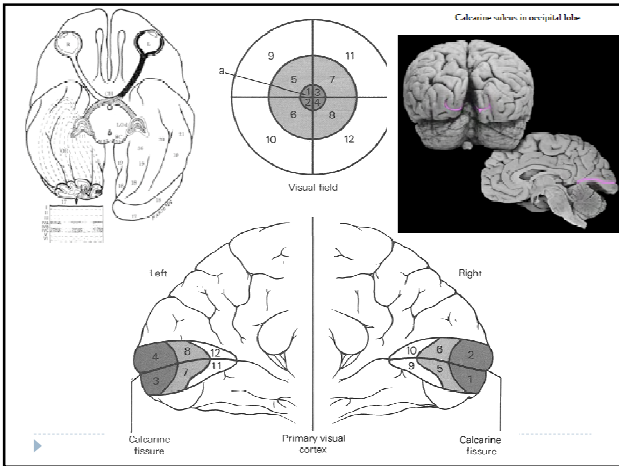 Calcarine sulcus in occipital lobe
9
11
a
5
7
1
3
2
4
6
8
10
12
Visual field
Left
Right
4
8
12
11
7
3
10
6
2
9
5
1
Calcarine
fissure
Primary visual
cortex
Calcarine
fissure